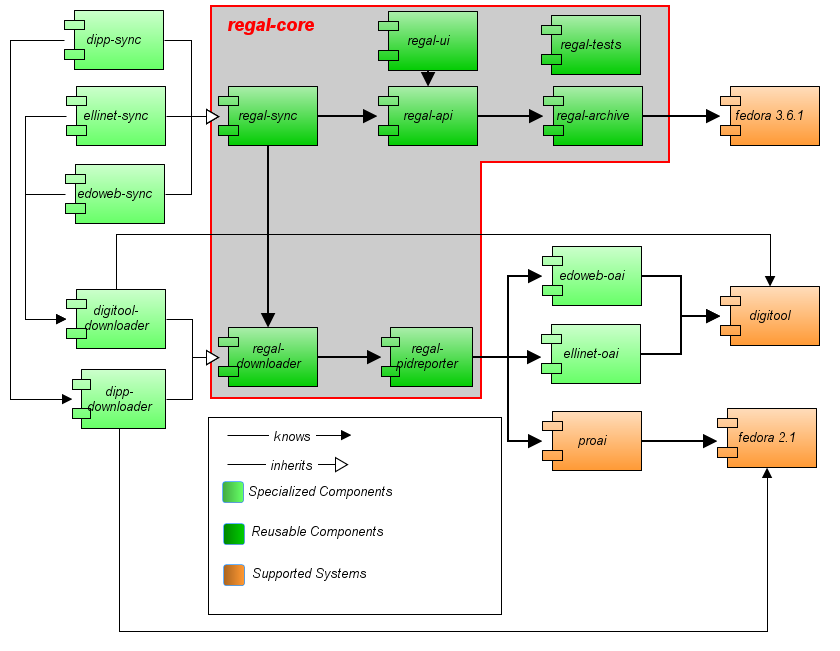 regal-core
dipp-sync
regal-ui
regal-tests
ellinet-sync
regal-sync
regal-api
regal-archive
fedora 3.6.1
edoweb-sync
edoweb-oai
digitool-
downloader
digitool
regal-
downloader
regal-
pidreporter
ellinet-oai
dipp-
downloader
proai
fedora 2.1
knows
inherits
Specialized Components
Reusable Components
Supported Systems